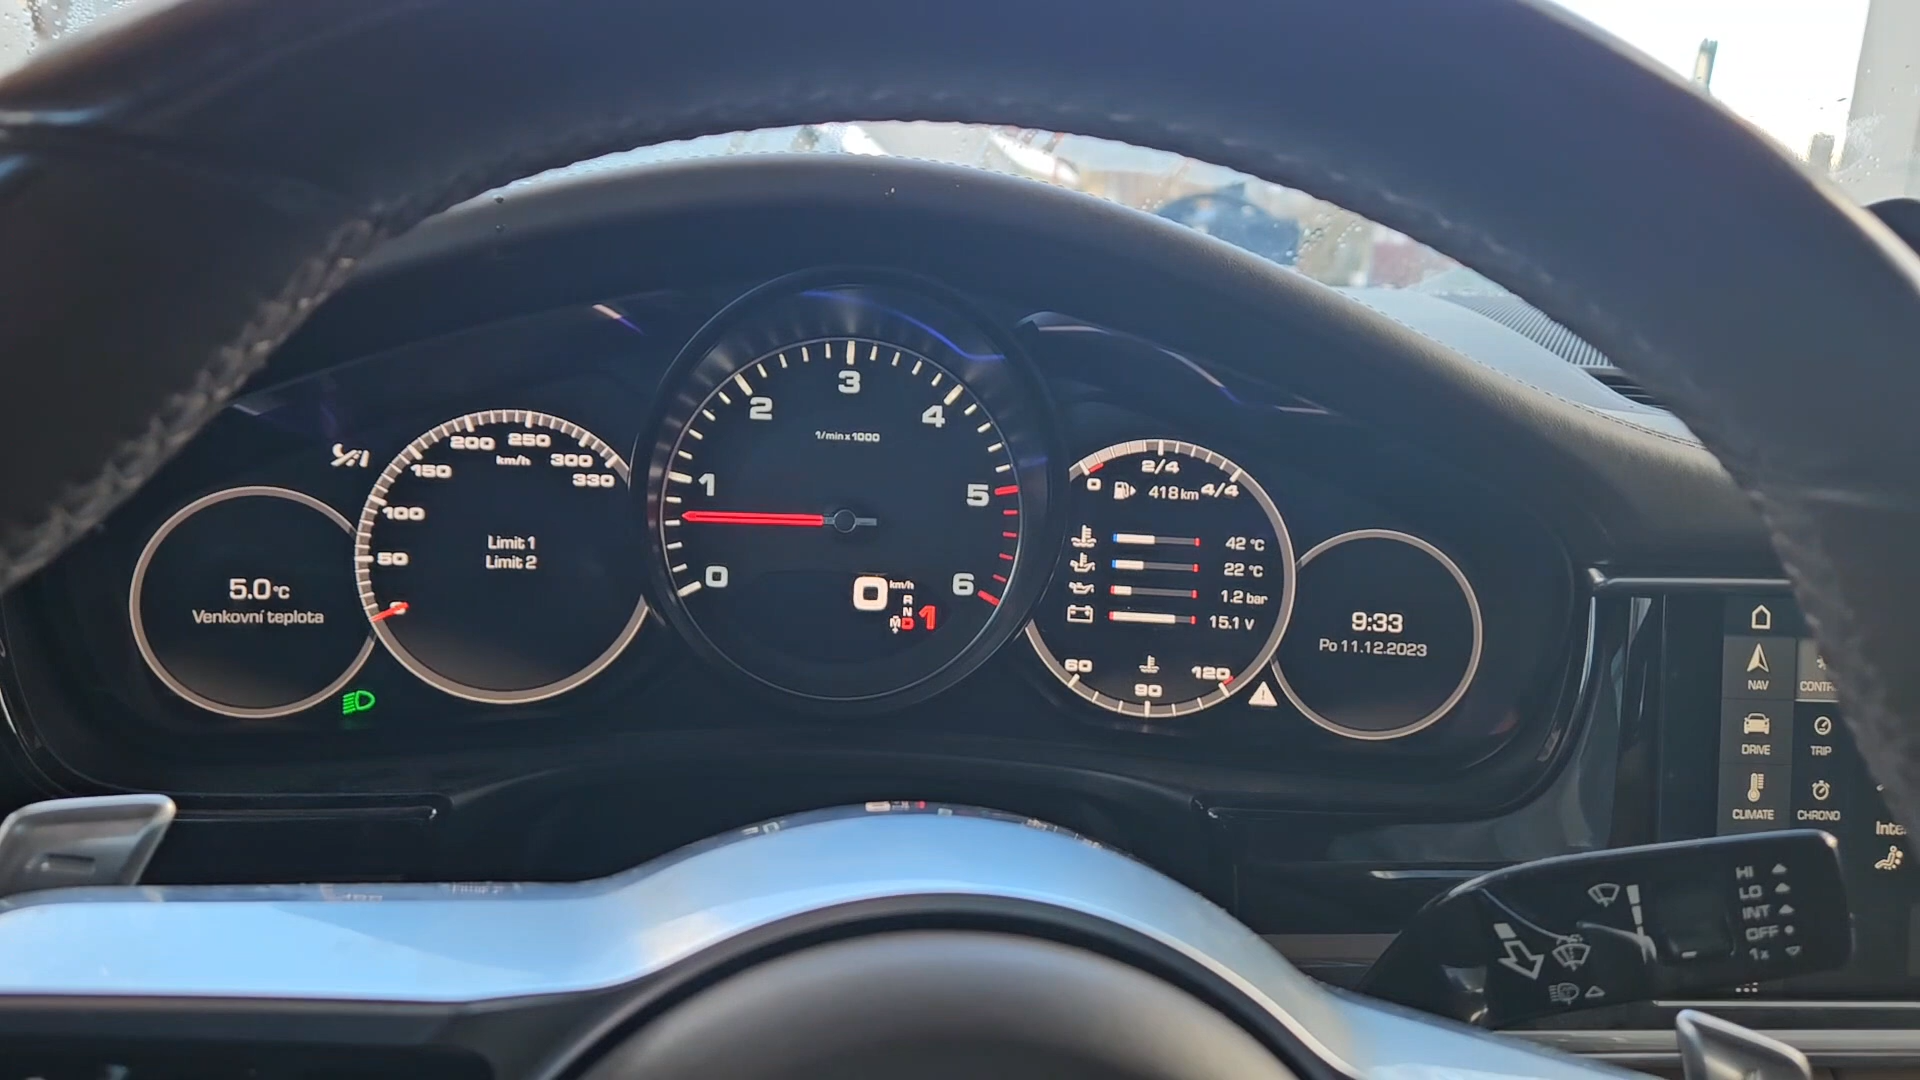 5.0 °C
Venkovní teplota
0
50
100
150
200
250
300
330
km/h
Limit 1
Limit 2
0
1
2
3
4
5
6
1/min x 1000
0 km/h
R
N
M D 1
+
0
2/4
4/4
418 km
42 °C
22 °C
1.2 bar
15.1 V
60
90
120
9:33
Po 11.12.2023
NAV
DRIVE
TRIP
CLIMATE
CHRONO
HI
LO
INT
OFF
1x